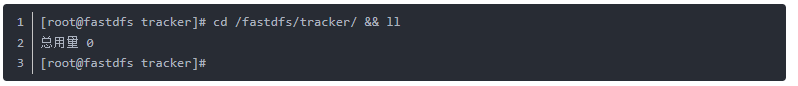 1 [root@fastdfs tracker]# cd /fastdfs/tracker/ && ll
2 总用量 0
3 [root@fastdfs tracker]#